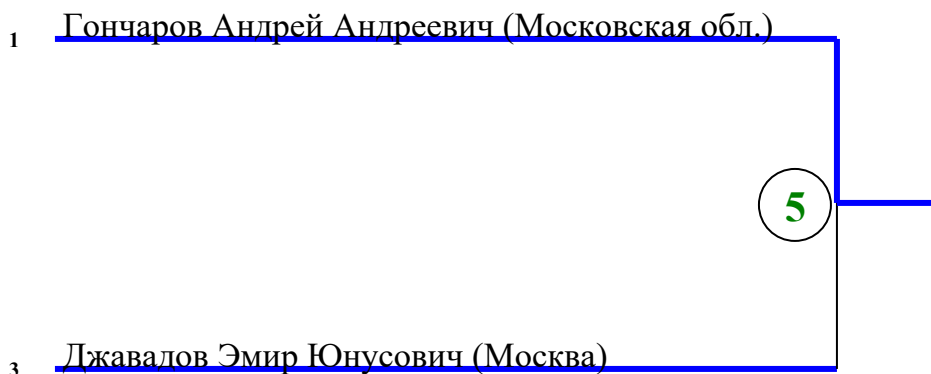 1 Гончаров Андрей Андреевич (Московская обл.)
5
3 Джавадов Эмир Юнусович (Москва)